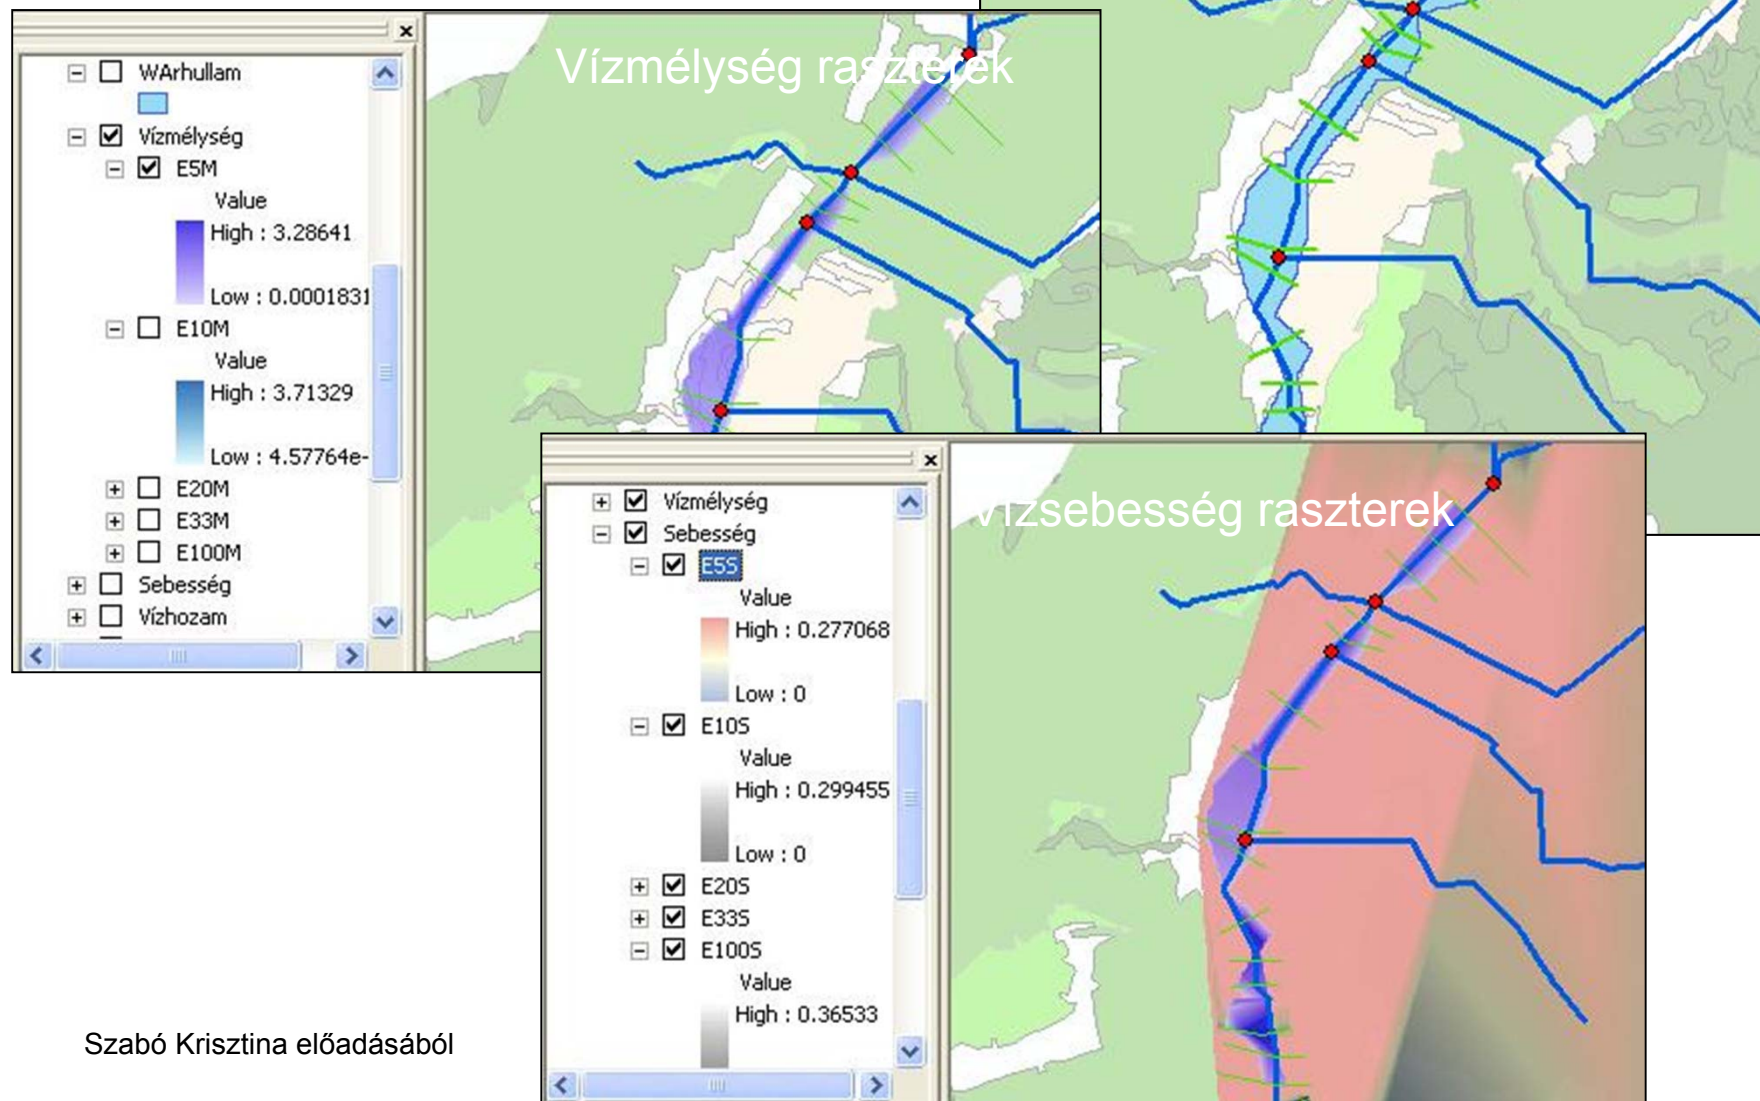 Vízmélység raszterek
WArhullam
Vízmélység
E5M
Value
High : 3.28641
Low : 0.0001831
E10M
Value
High : 3.71329
Low : 4.57764e-
E20M
E33M
E100M
Sebesség
Vízhozam
Vízsebesség raszterek
Vízmélység
Sebesség
E5S
Value
High : 0.277068
Low : 0
E10S
Value
High : 0.299455
Low : 0
E20S
E33S
E100S
Value
High : 0.36533
Szabó Krisztina előadásából